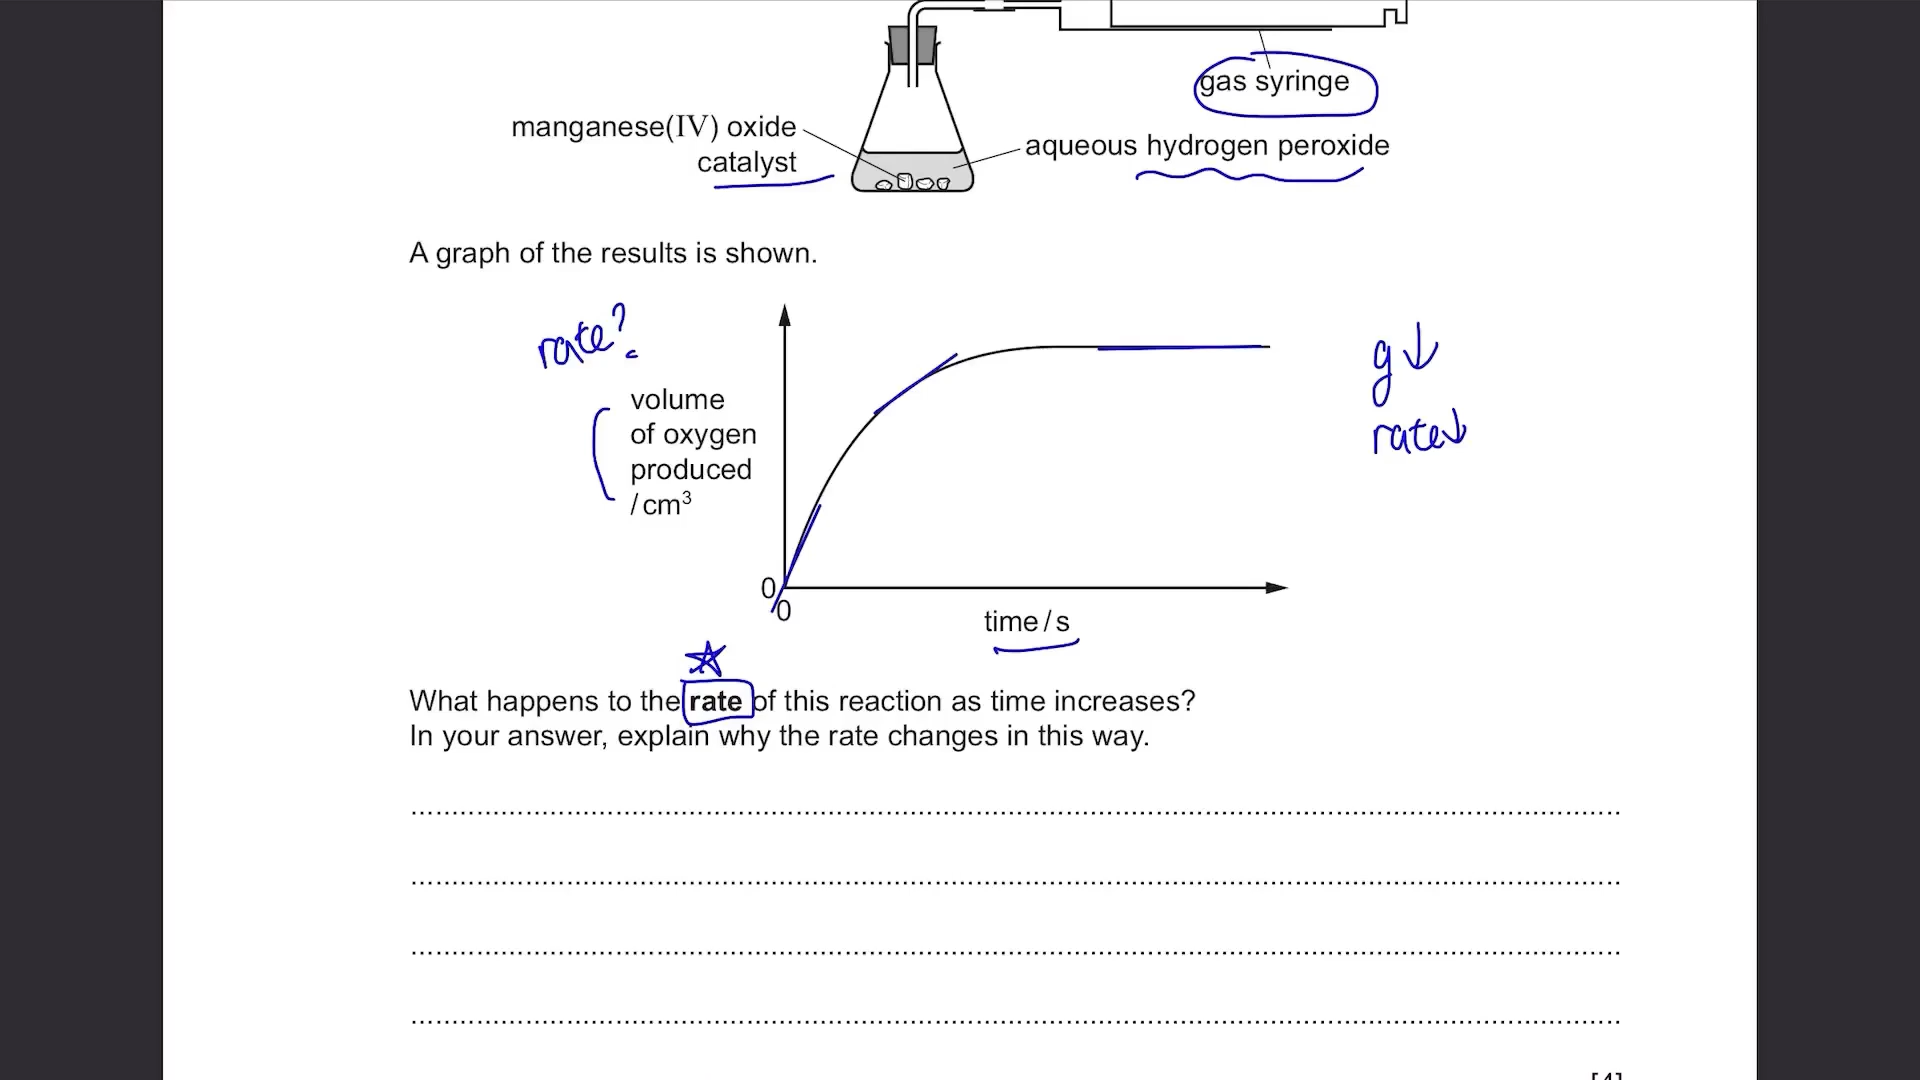 gas syringe
manganese(IV) oxide
catalyst
aqueous hydrogen peroxide
A graph of the results is shown.
rate?
volume
of oxygen
produced
/cm³
g↓
rate↓
0
0
time/s
What happens to the rate of this reaction as time increases?
In your answer, explain why the rate changes in this way.